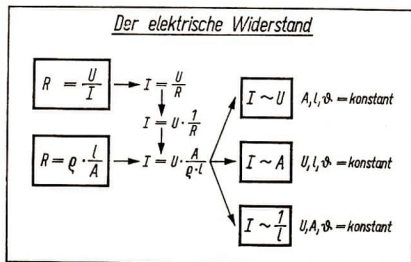 Der elektrische Widerstand
R = U/I → I = U/R
I = U · 1/R
R = ϱ · l/A → I = U · A/(ϱ · l)
I ~ U A, l, ϑ = konstant
I ~ A U, l, ϑ = konstant
I ~ 1/l U, A, ϑ = konstant